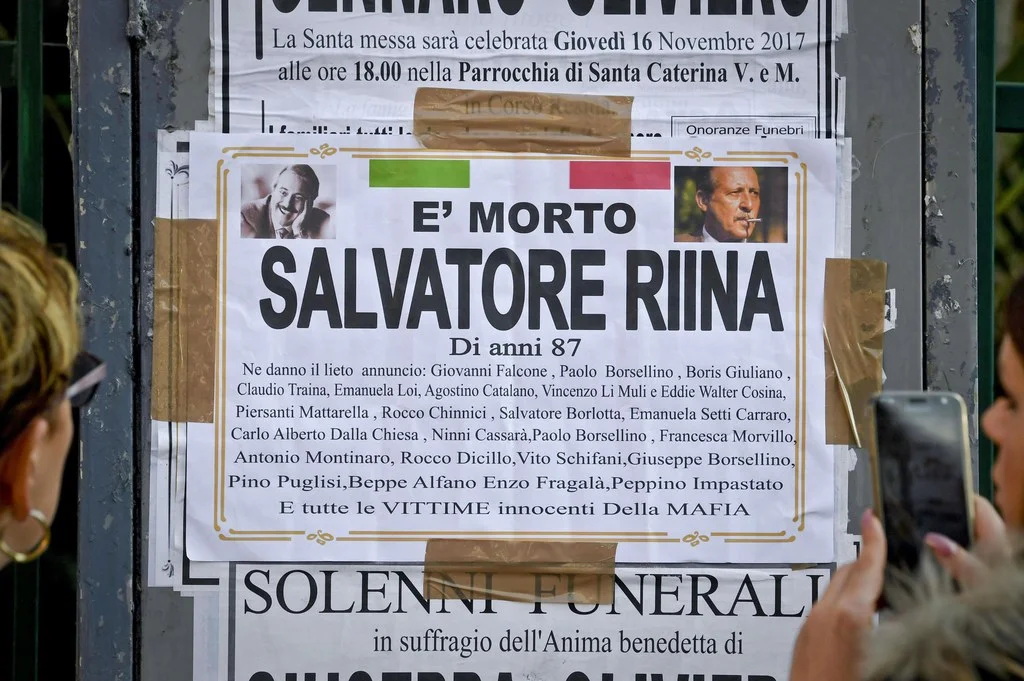 La Santa messa sarà celebrata Giovedì 16 Novembre 2017
alle ore 18.00 nella Parrocchia di Santa Caterina V. e M.
Onoranze Funebri
E' MORTO
SALVATORE RIINA
Di anni 87
Ne danno il lieto annuncio: Giovanni Falcone , Paolo Borsellino , Boris Giuliano ,
Claudio Traina, Emanuela Loi, Agostino Catalano, Vincenzo Li Muli e Eddie Walter Cosina,
Piersanti Mattarella , Rocco Chinnici , Salvatore Borlotta, Emanuela Setti Carraro,
Carlo Alberto Dalla Chiesa , Ninni Cassarà,Paolo Borsellino , Francesca Morvillo,
Antonio Montinaro, Rocco Dicillo,Vito Schifani,Giuseppe Borsellino,
Pino Puglisi,Beppe Alfano Enzo Fragalà,Peppino Impastato
E tutte le VITTIME innocenti Della MAFIA
SOLENNI FUNERALI
in suffragio dell'Anima benedetta di